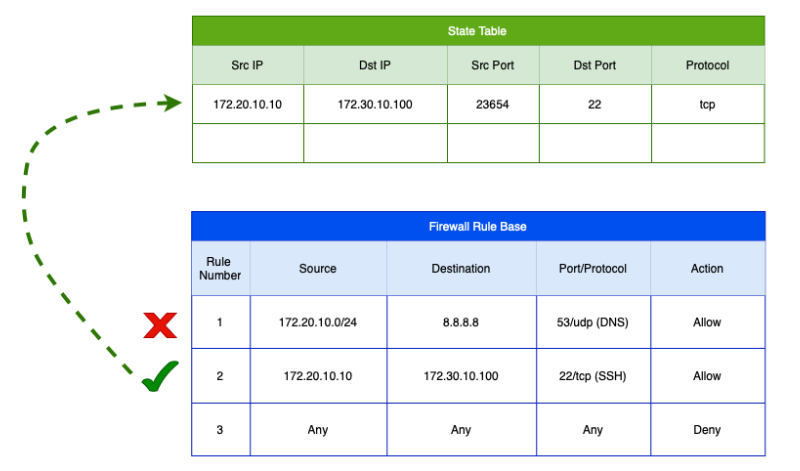 State Table
Src IP Dst IP Src Port Dst Port Protocol
172.20.10.10 172.30.10.100 23654 22 tcp
Firewall Rule Base
Rule
Number Source Destination Port/Protocol Action
1 172.20.10.0/24 8.8.8.8 53/udp (DNS) Allow
2 172.20.10.10 172.30.10.100 22/tcp (SSH) Allow
3 Any Any Any Deny